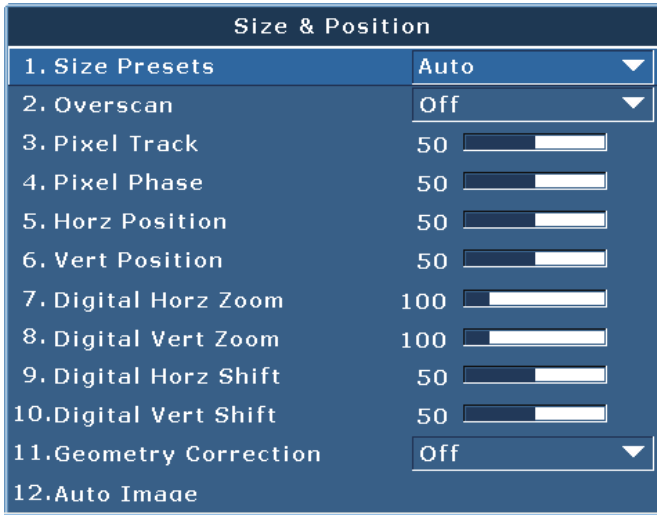 Size & Position
1. Size Presets Auto
2. Overscan Off
3. Pixel Track 50
4. Pixel Phase 50
5. Horz Position 50
6. Vert Position 50
7. Digital Horz Zoom 100
8. Digital Vert Zoom 100
9. Digital Horz Shift 50
10.Digital Vert Shift 50
11.Geometry Correction Off
12.Auto Image